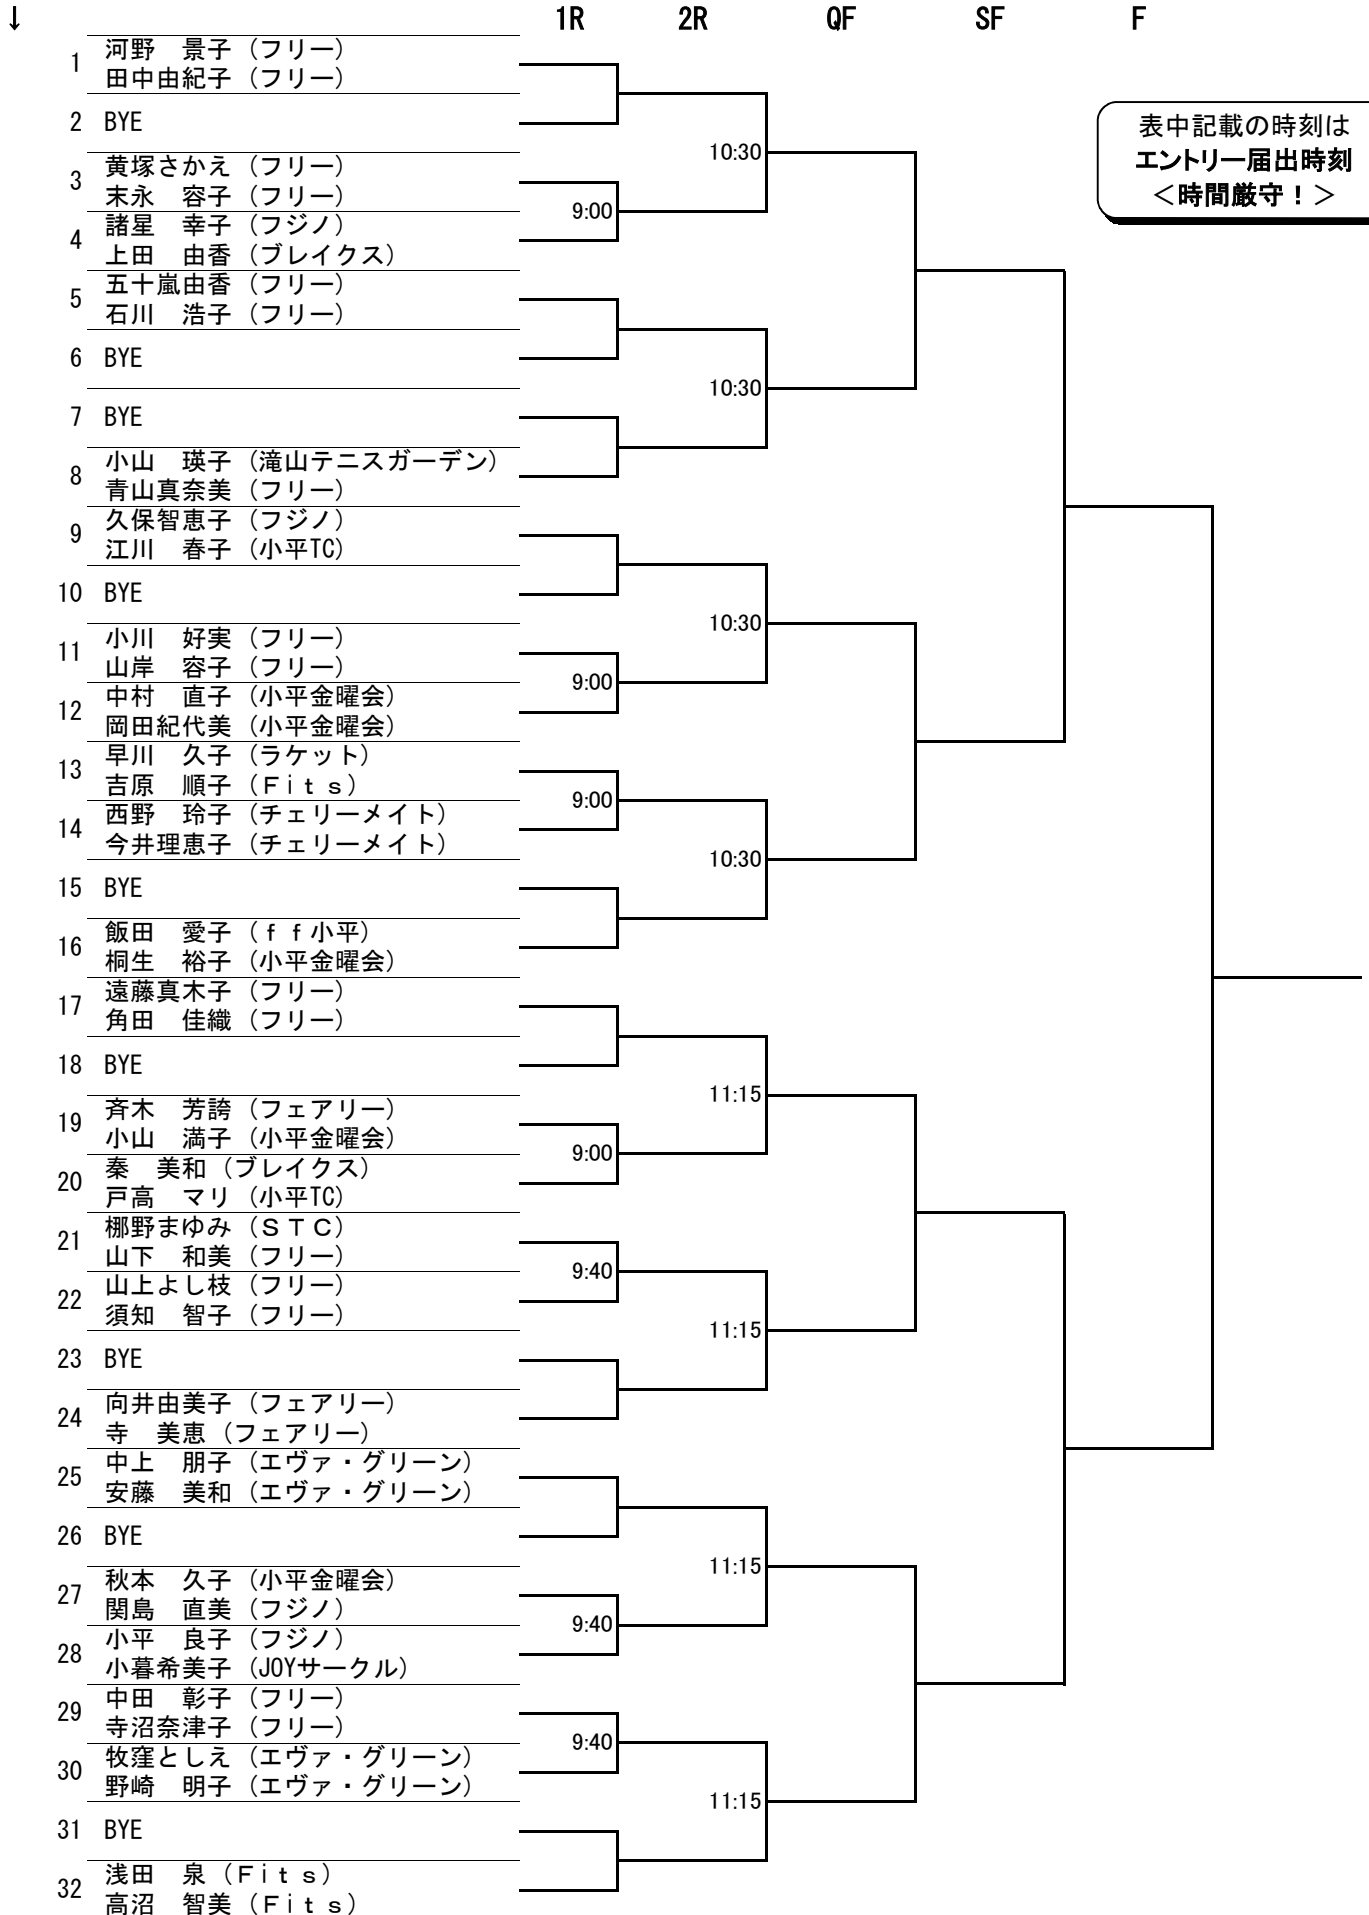 ↓ 1R 2R QF SF F
表中記載の時刻は
エントリー届出時刻
＜時間厳守！＞
1 河野　景子（フリー）
田中由紀子（フリー）
2 BYE
10:30
3 黄塚さかえ（フリー）
末永　容子（フリー）
9:00
4 諸星　幸子（フジノ）
上田　由香（ブレイクス）
5 五十嵐由香（フリー）
石川　浩子（フリー）
6 BYE
10:30
7 BYE
8 小山　瑛子（滝山テニスガーデン）
青山真奈美（フリー）
9 久保智恵子（フジノ）
江川　春子（小平TC）
10 BYE
10:30
11 小川　好実（フリー）
山岸　容子（フリー）
9:00
12 中村　直子（小平金曜会）
岡田紀代美（小平金曜会）
13 早川　久子（ラケット）
吉原　順子（Ｆｉｔｓ）
9:00
14 西野　玲子（チェリーメイト）
今井理恵子（チェリーメイト）
10:30
15 BYE
16 飯田　愛子（ｆｆ小平）
桐生　裕子（小平金曜会）
17 遠藤真木子（フリー）
角田　佳織（フリー）
18 BYE
11:15
19 斉木　芳誇（フェアリー）
小山　満子（小平金曜会）
9:00
20 秦　美和（ブレイクス）
戸高　マリ（小平TC）
21 梛野まゆみ（ＳＴＣ）
山下　和美（フリー）
9:40
22 山上よし枝（フリー）
須知　智子（フリー）
11:15
23 BYE
24 向井由美子（フェアリー）
寺　美恵（フェアリー）
25 中上　朋子（エヴァ・グリーン）
安藤　美和（エヴァ・グリーン）
26 BYE
11:15
27 秋本　久子（小平金曜会）
関島　直美（フジノ）
9:40
28 小平　良子（フジノ）
小暮希美子（JOYサークル）
29 中田　彰子（フリー）
寺沼奈津子（フリー）
9:40
30 牧窪としえ（エヴァ・グリーン）
野崎　明子（エヴァ・グリーン）
11:15
31 BYE
32 浅田　泉（Ｆｉｔｓ）
高沼　智美（Ｆｉｔｓ）